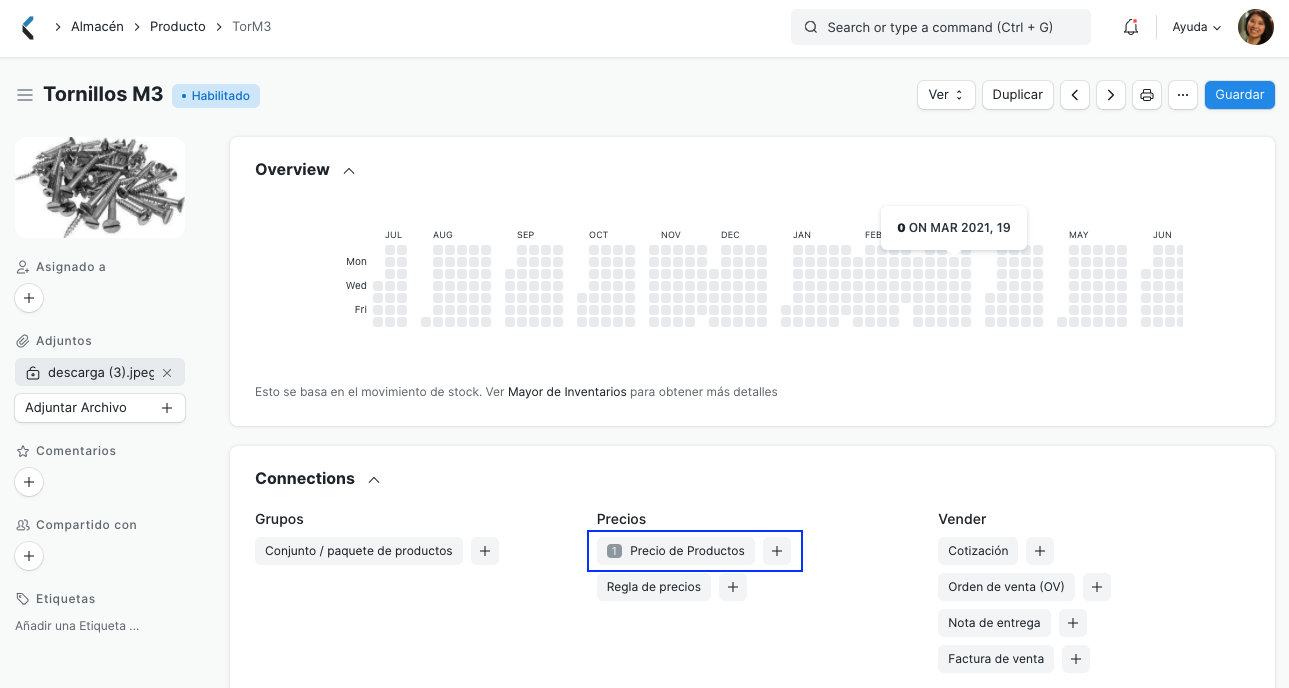 Almacén
Producto
TorM3
Search or type a command (Ctrl + G)
Ayuda
Tornillos M3
• Habilitado
Ver
Duplicar
Guardar
Overview
0 ON MAR 2021, 19
JUL AUG SEP OCT NOV DEC JAN FEB MAY JUN
Mon
Wed
Fri
Esto se basa en el movimiento de stock. Ver Mayor de Inventarios para obtener más detalles
Asignado a
Adjuntos
descarga (3).jpeg
Adjuntar Archivo
Comentarios
Compartido con
Etiquetas
Añadir una Etiqueta ...
Connections
Grupos
Conjunto / paquete de productos
Precios
1 Precio de Productos
Regla de precios
Vender
Cotización
Orden de venta (OV)
Nota de entrega
Factura de venta